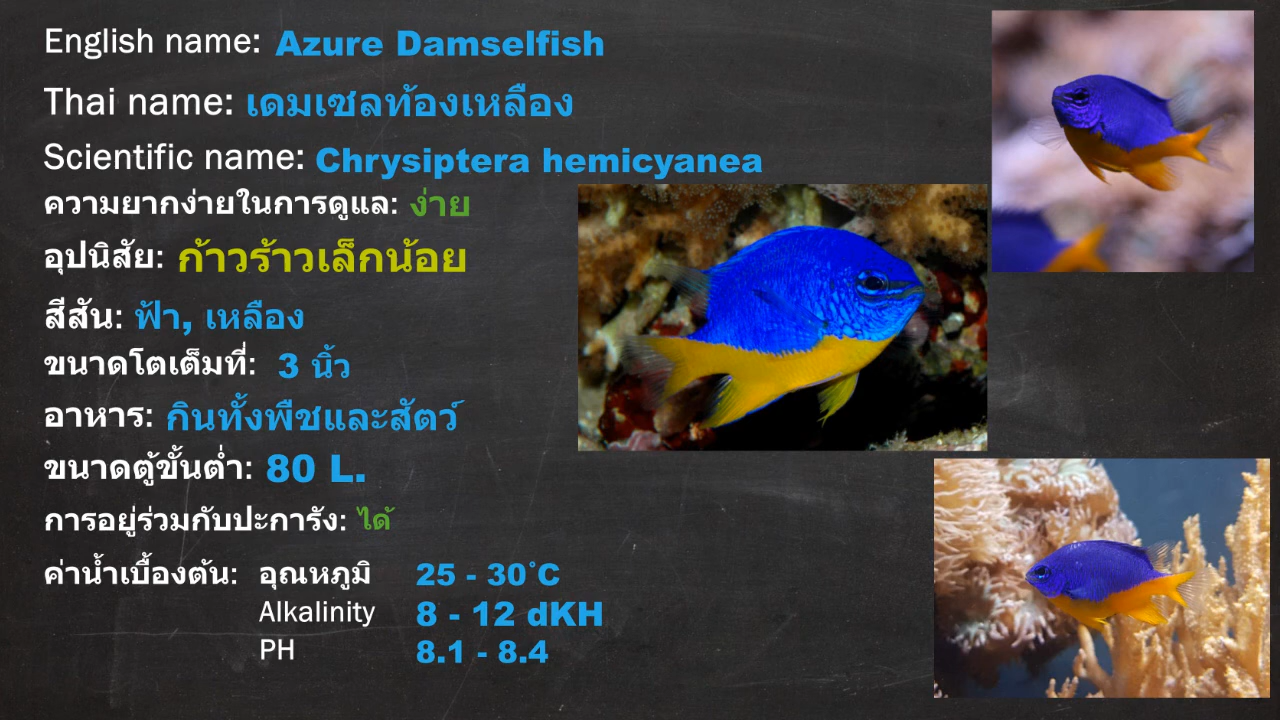 English name: Azure Damselfish
Thai name: เดมเซลท้องเหลือง
Scientific name: Chrysiptera hemicyanea
ความยากง่ายในการดูแล: ง่าย
อุปนิสัย: ก้าวร้าวเล็กน้อย
สีสัน: ฟ้า, เหลือง
ขนาดโตเต็มที่: 3 นิ้ว
อาหาร: กินทั้งพืชและสัตว์
ขนาดตู้ขั้นต่ำ: 80 L.
การอยู่ร่วมกับปะการัง: ได้
ค่าน้ำเบื้องต้น: อุณหภูมิ 25 - 30˚C
Alkalinity 8 - 12 dKH
PH 8.1 - 8.4